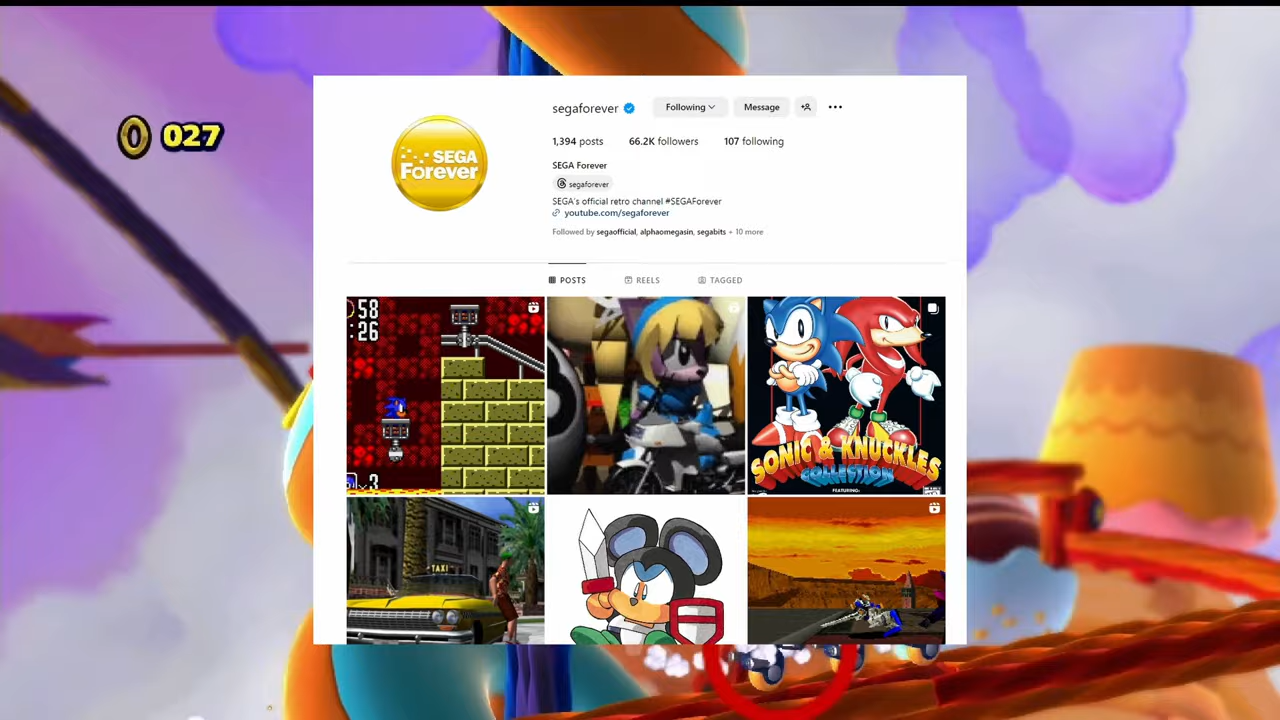 027
SEGA
Forever
segaforever
Following
Message
1,394 posts
66.2K followers
107 following
SEGA Forever
segaforever
SEGA's official retro channel #SEGAForever
youtube.com/segaforever
Followed by segaofficial, alphaomegasin, segabits + 10 more
POSTS
REELS
TAGGED
58
:26
×3
SONIC & KNUCKLES
COLLECTION
FEATURING:
TAXI